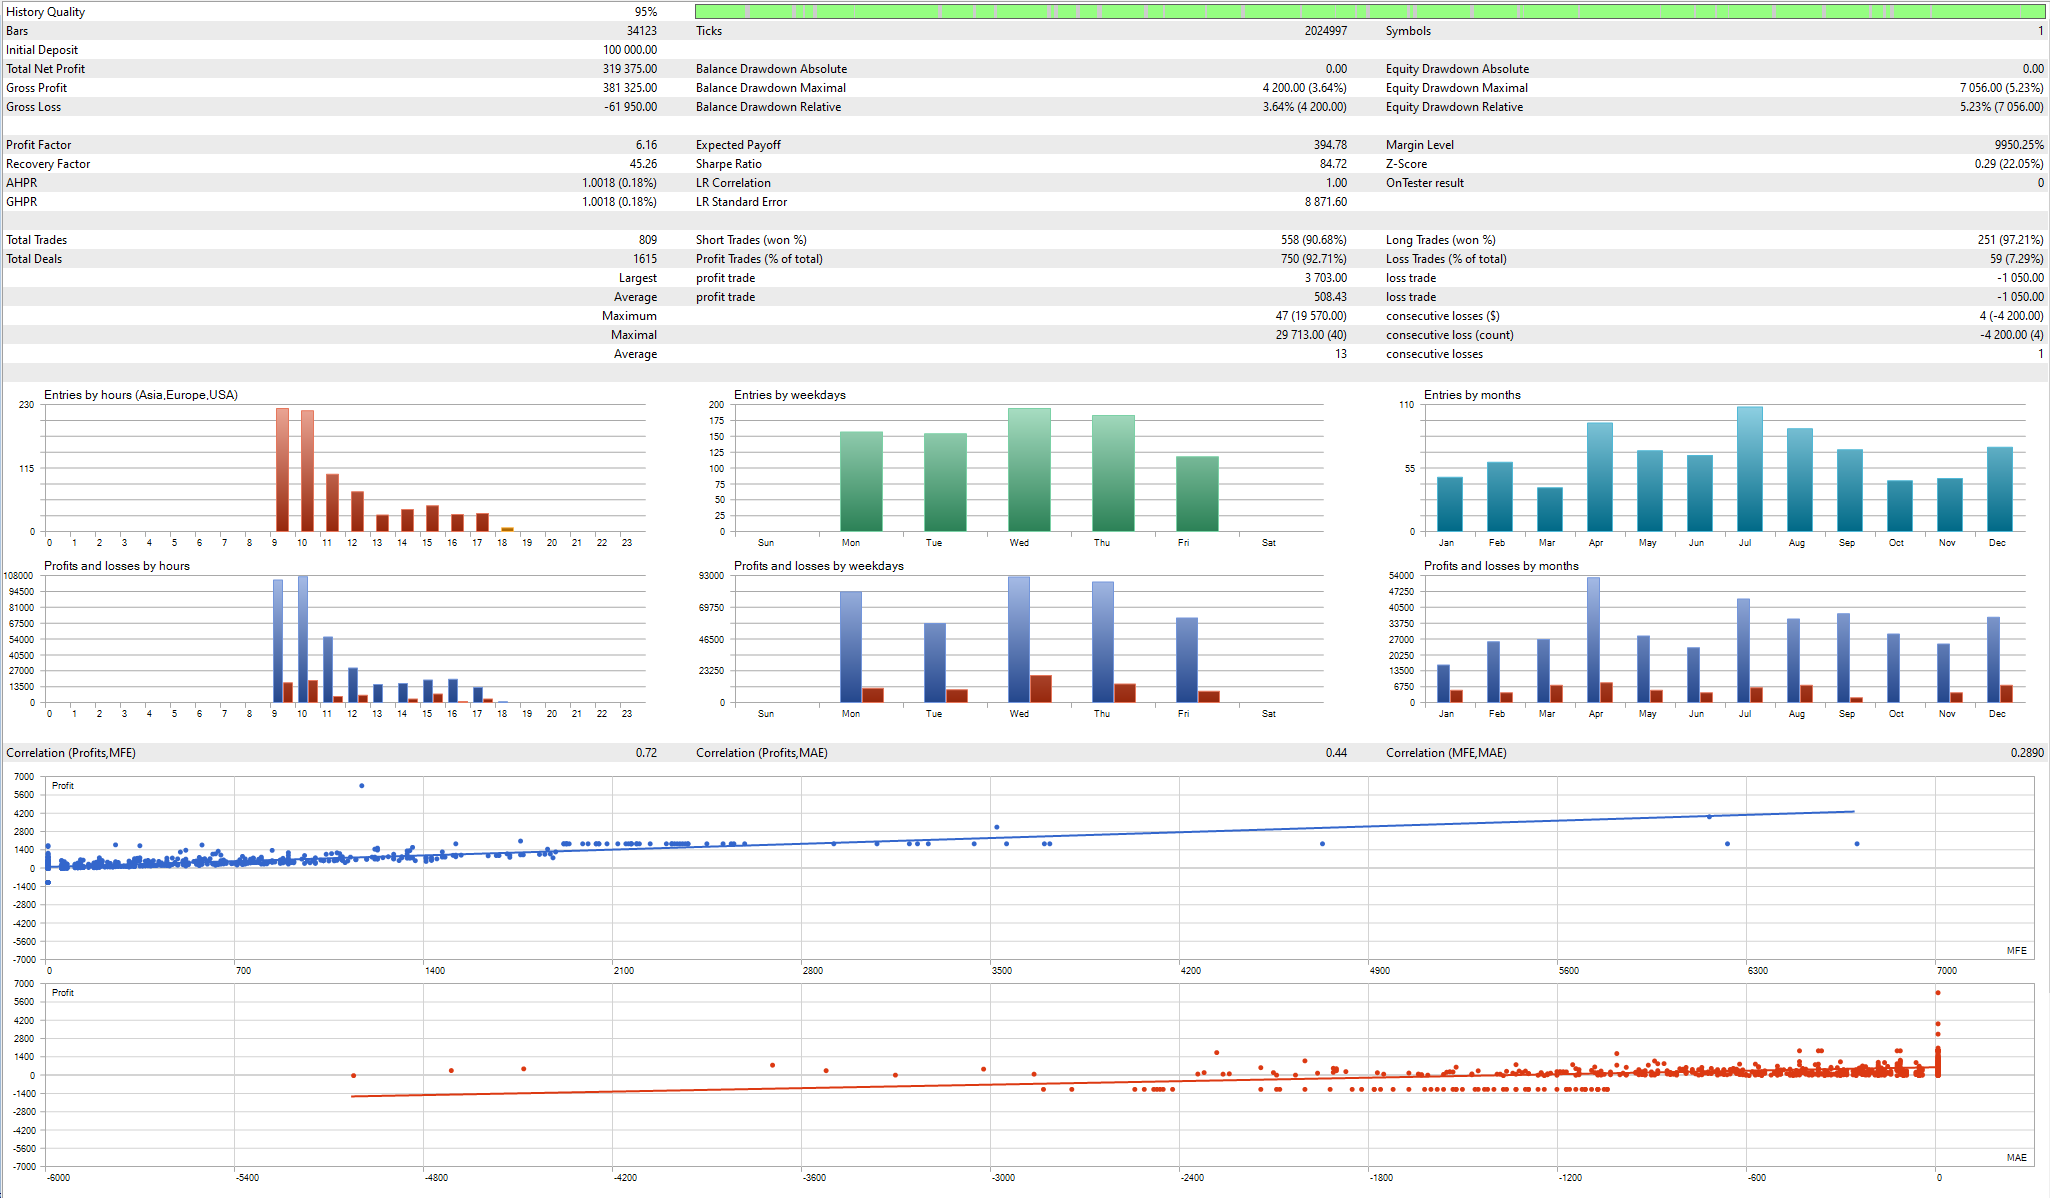 History Quality 95%
Bars 34123 Ticks 2024997 Symbols 1
Initial Deposit 100 000.00
Total Net Profit 319 375.00 Balance Drawdown Absolute 0.00 Equity Drawdown Absolute 0.00
Gross Profit 381 325.00 Balance Drawdown Maximal 4 200.00 (3.64%) Equity Drawdown Maximal 7 056.00 (5.23%)
Gross Loss -61 950.00 Balance Drawdown Relative 3.64% (4 200.00) Equity Drawdown Relative 5.23% (7 056.00)
Profit Factor 6.16 Expected Payoff 394.78 Margin Level 9950.25%
Recovery Factor 45.26 Sharpe Ratio 84.72 Z-Score 0.29 (22.05%)
AHPR 1.0018 (0.18%) LR Correlation 1.00 OnTester result 0
GHPR 1.0018 (0.18%) LR Standard Error 8 871.60
Total Trades 809 Short Trades (won %) 558 (90.68%) Long Trades (won %) 251 (97.21%)
Total Deals 1615 Profit Trades (% of total) 750 (92.71%) Loss Trades (% of total) 59 (7.29%)
Largest profit trade 3 703.00 loss trade -1 050.00
Average profit trade 508.43 loss trade -1 050.00
Maximum 47 (19 570.00) consecutive losses ($) 4 (-4 200.00)
Maximal 29 713.00 (40) consecutive loss (count) -4 200.00 (4)
Average 13 consecutive losses 1
Entries by hours (Asia,Europe,USA)
230
115
0
0 1 2 3 4 5 6 7 8 9 10 11 12 13 14 15 16 17 18 19 20 21 22 23
Entries by weekdays
200
175
150
125
100
75
50
25
0
Sun Mon Tue Wed Thu Fri Sat
Entries by months
110
55
0
Jan Feb Mar Apr May Jun Jul Aug Sep Oct Nov Dec
Profits and losses by hours
108000
94500
81000
67500
54000
40500
27000
13500
0
0 1 2 3 4 5 6 7 8 9 10 11 12 13 14 15 16 17 18 19 20 21 22 23
Profits and losses by weekdays
93000
69750
46500
23250
0
Sun Mon Tue Wed Thu Fri Sat
Profits and losses by months
54000
47250
40500
33750
27000
20250
13500
6750
0
Jan Feb Mar Apr May Jun Jul Aug Sep Oct Nov Dec
Correlation (Profits,MFE) 0.72 Correlation (Profits,MAE) 0.44 Correlation (MFE,MAE) 0.2890
7000
Profit
5600
4200
2800
1400
0
-1400
-2800
-4200
-5600
MFE
-7000
0 700 1400 2100 2800 3500 4200 4900 5600 6300 7000
7000
Profit
5600
4200
2800
1400
0
-1400
-2800
-4200
-5600
MAE
-7000
-6000 -5400 -4800 -4200 -3600 -3000 -2400 -1800 -1200 -600 0